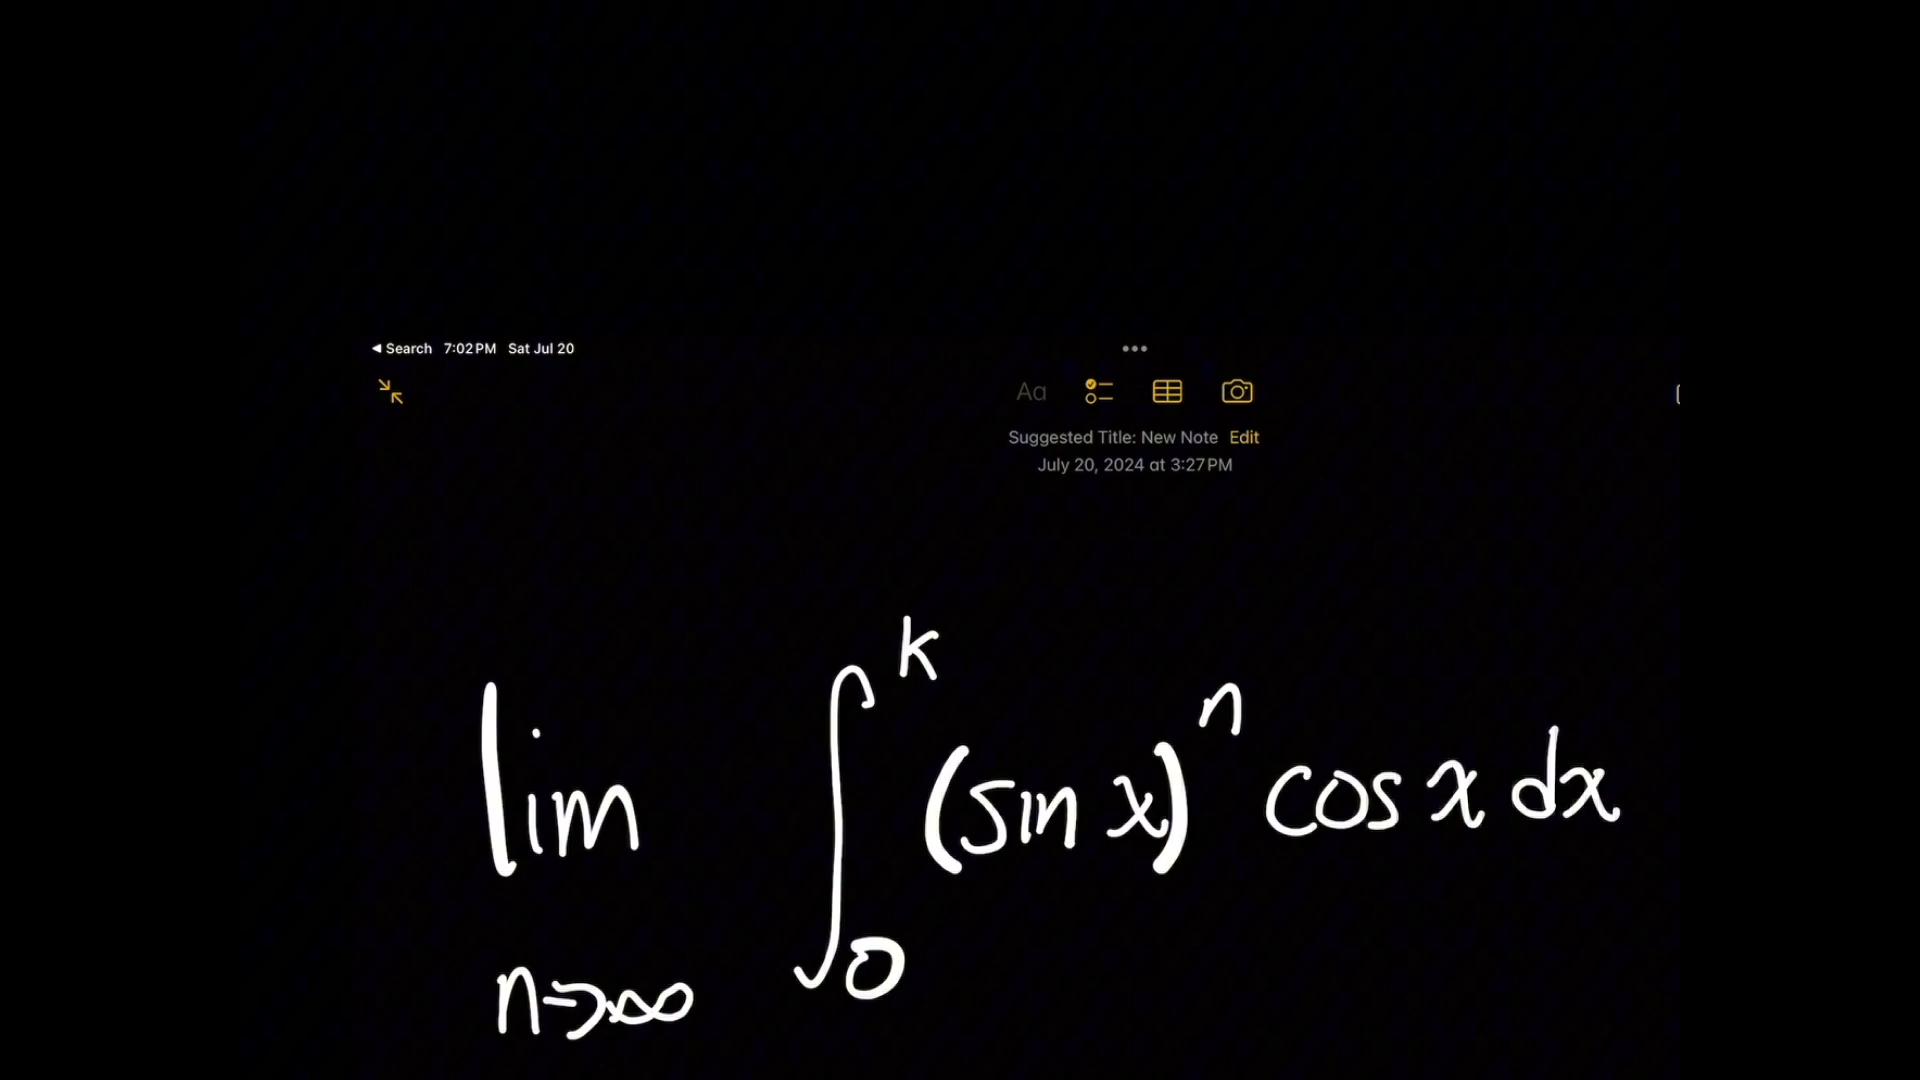 ◀ Search 7:02 PM Sat Jul 20
Aa
Suggested Title: New Note Edit
July 20, 2024 at 3:27 PM
lim n→∞ ∫₀ᵏ (sin x)ⁿ cos x dx